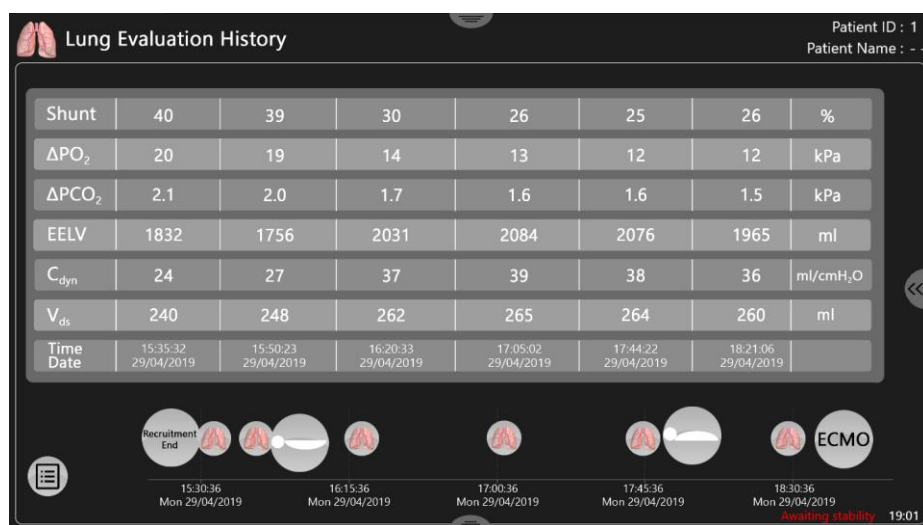 Lung Evaluation History
Patient ID : 1
Patient Name : - -
Shunt 40 39 30 26 25 26 %
ΔPO₂ 20 19 14 13 12 12 kPa
ΔPCO₂ 2.1 2.0 1.7 1.6 1.6 1.5 kPa
EELV 1832 1756 2031 2084 2076 1965 ml
C_dyn 24 27 37 39 38 36 ml/cmH₂O
V_ds 240 248 262 265 264 260 ml
Time 15:35:32 15:50:23 16:20:33 17:05:02 17:44:22 18:21:06
Date 29/04/2019 29/04/2019 29/04/2019 29/04/2019 29/04/2019 29/04/2019
Recruitment
End
ECMO
15:30:36 16:15:36 17:00:36 17:45:36 18:30:36
Mon 29/04/2019 Mon 29/04/2019 Mon 29/04/2019 Mon 29/04/2019 Mon 29/04/2019
Awaiting stability 19:01